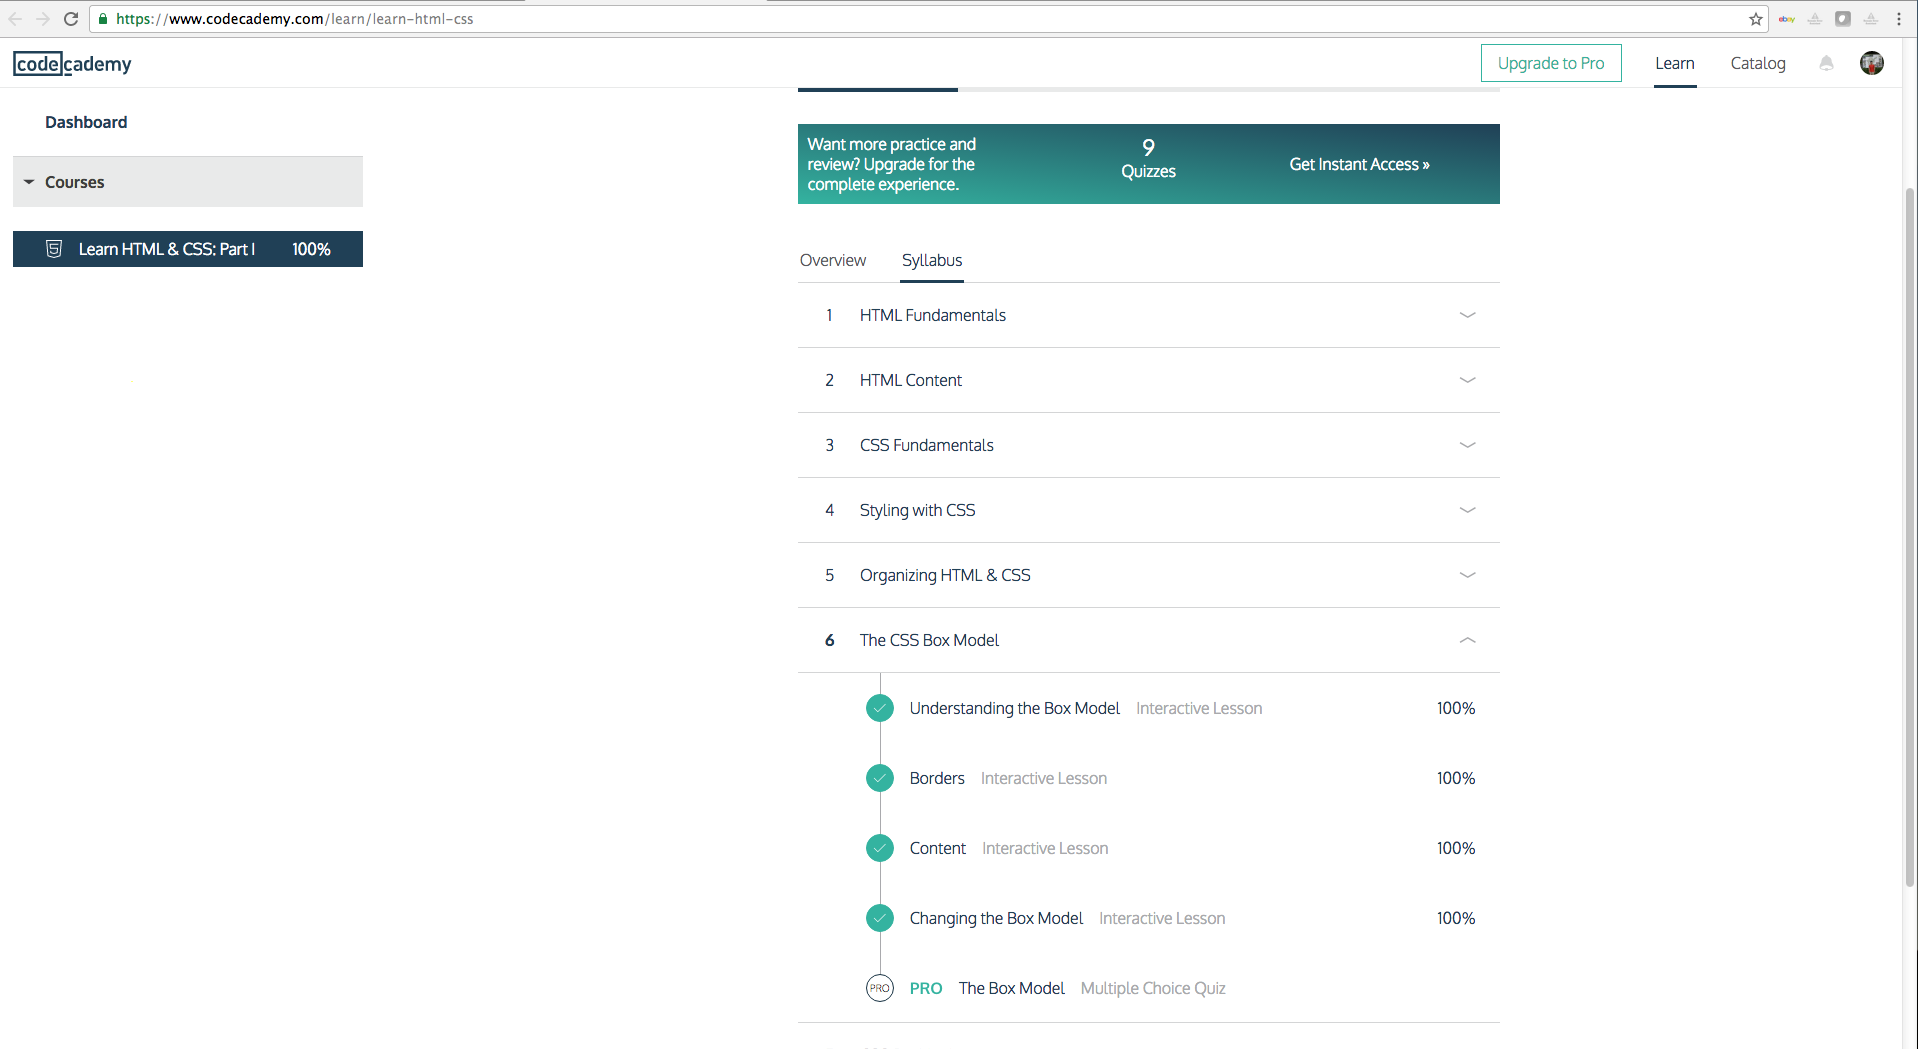 https://www.codecademy.com/learn/learn-html-css
ebay
codecademy
Upgrade to Pro
Learn
Catalog
Dashboard
Courses
Learn HTML & CSS: Part I 100%
Want more practice and
review? Upgrade for the
complete experience.
9
Quizzes
Get Instant Access »
Overview
Syllabus
1 HTML Fundamentals
2 HTML Content
3 CSS Fundamentals
4 Styling with CSS
5 Organizing HTML & CSS
6 The CSS Box Model
Understanding the Box Model Interactive Lesson 100%
Borders Interactive Lesson 100%
Content Interactive Lesson 100%
Changing the Box Model Interactive Lesson 100%
PRO PRO The Box Model Multiple Choice Quiz